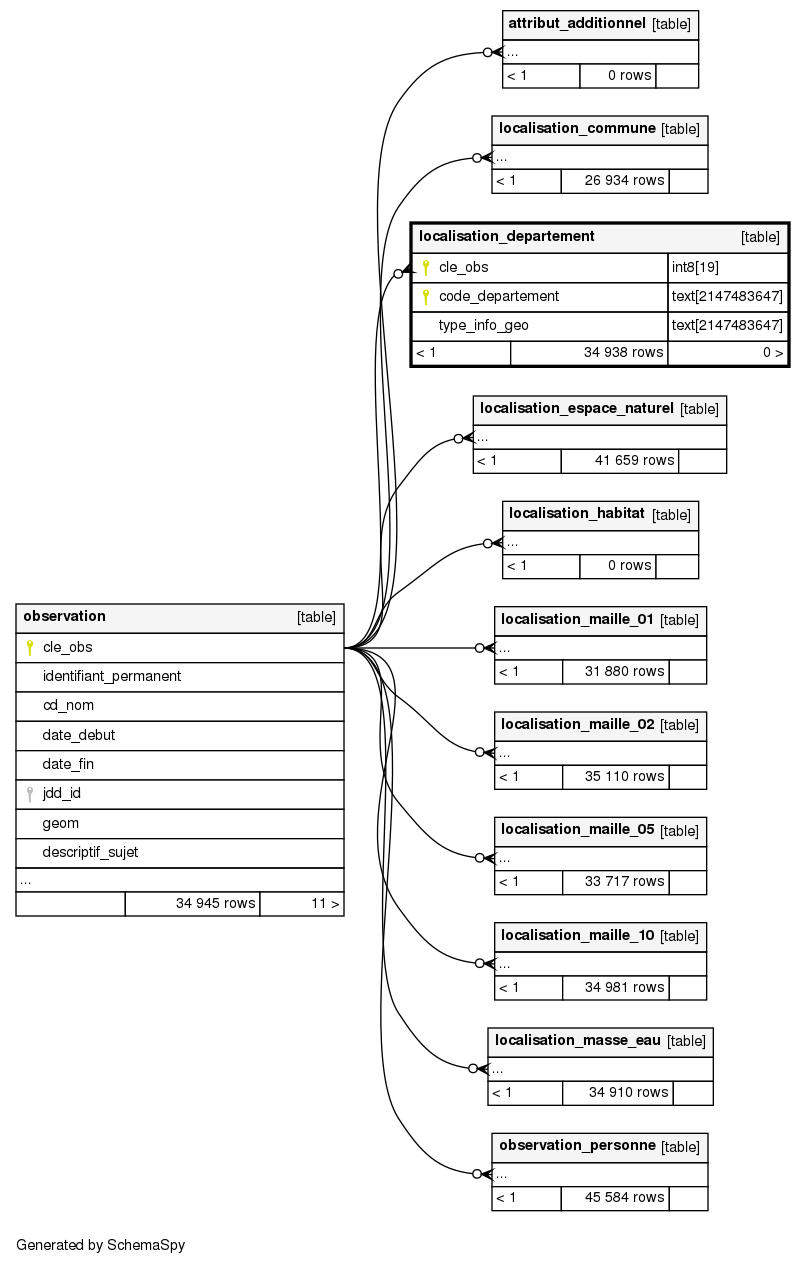 attribut_additionnel [table]
...
< 1 0 rows
localisation_commune [table]
...
< 1 26 934 rows
localisation_departement [table]
cle_obs int8[19]
code_departement text[2147483647]
type_info_geo text[2147483647]
< 1 34 938 rows 0 >
localisation_espace_naturel [table]
...
< 1 41 659 rows
localisation_habitat [table]
...
< 1 0 rows
observation [table]
cle_obs
identifiant_permanent
cd_nom
date_debut
date_fin
jdd_id
geom
descriptif_sujet
...
34 945 rows 11 >
localisation_maille_01 [table]
...
< 1 31 880 rows
localisation_maille_02 [table]
...
< 1 35 110 rows
localisation_maille_05 [table]
...
< 1 33 717 rows
localisation_maille_10 [table]
...
< 1 34 981 rows
localisation_masse_eau [table]
...
< 1 34 910 rows
observation_personne [table]
...
< 1 45 584 rows
Generated by SchemaSpy